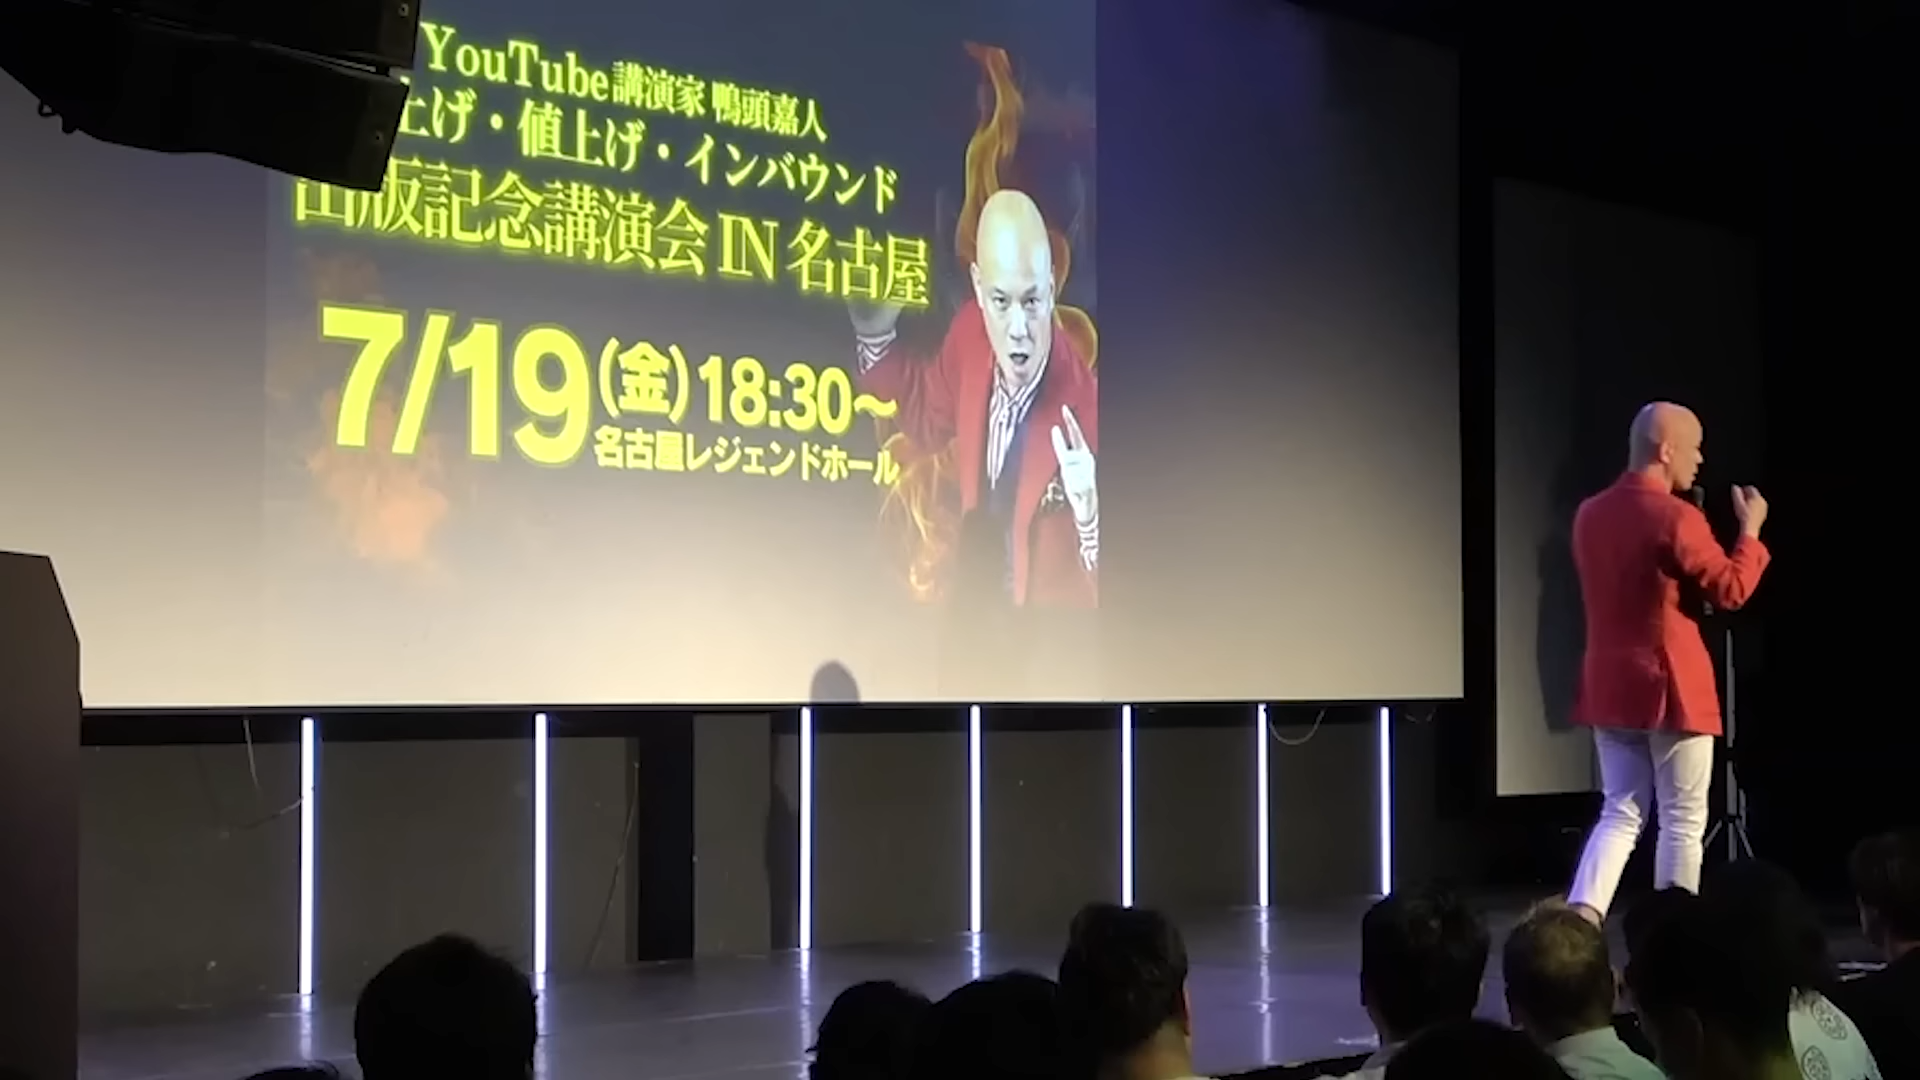 YouTube講演家 鴨頭嘉人
上げ・値上げ・インバウンド
出版記念講演会 IN 名古屋
7/19(金)18:30~
名古屋レジェンドホール